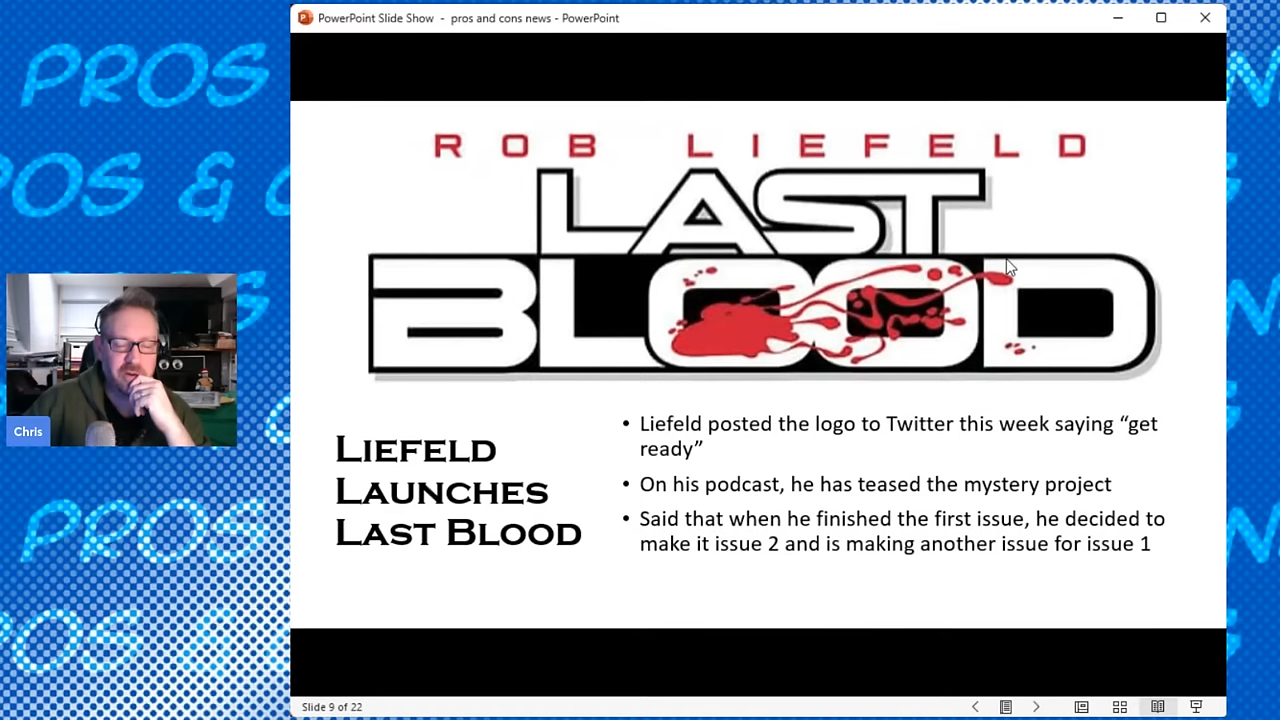 PowerPoint Slide Show - pros and cons news - PowerPoint
PROS
PROS & C
Chris
PROS
ROB LIEFELD
LAST
BLOOD
LIEFELD
LAUNCHES
LAST BLOOD
• Liefeld posted the logo to Twitter this week saying “get
ready”
• On his podcast, he has teased the mystery project
• Said that when he finished the first issue, he decided to
make it issue 2 and is making another issue for issue 1
Slide 9 of 22